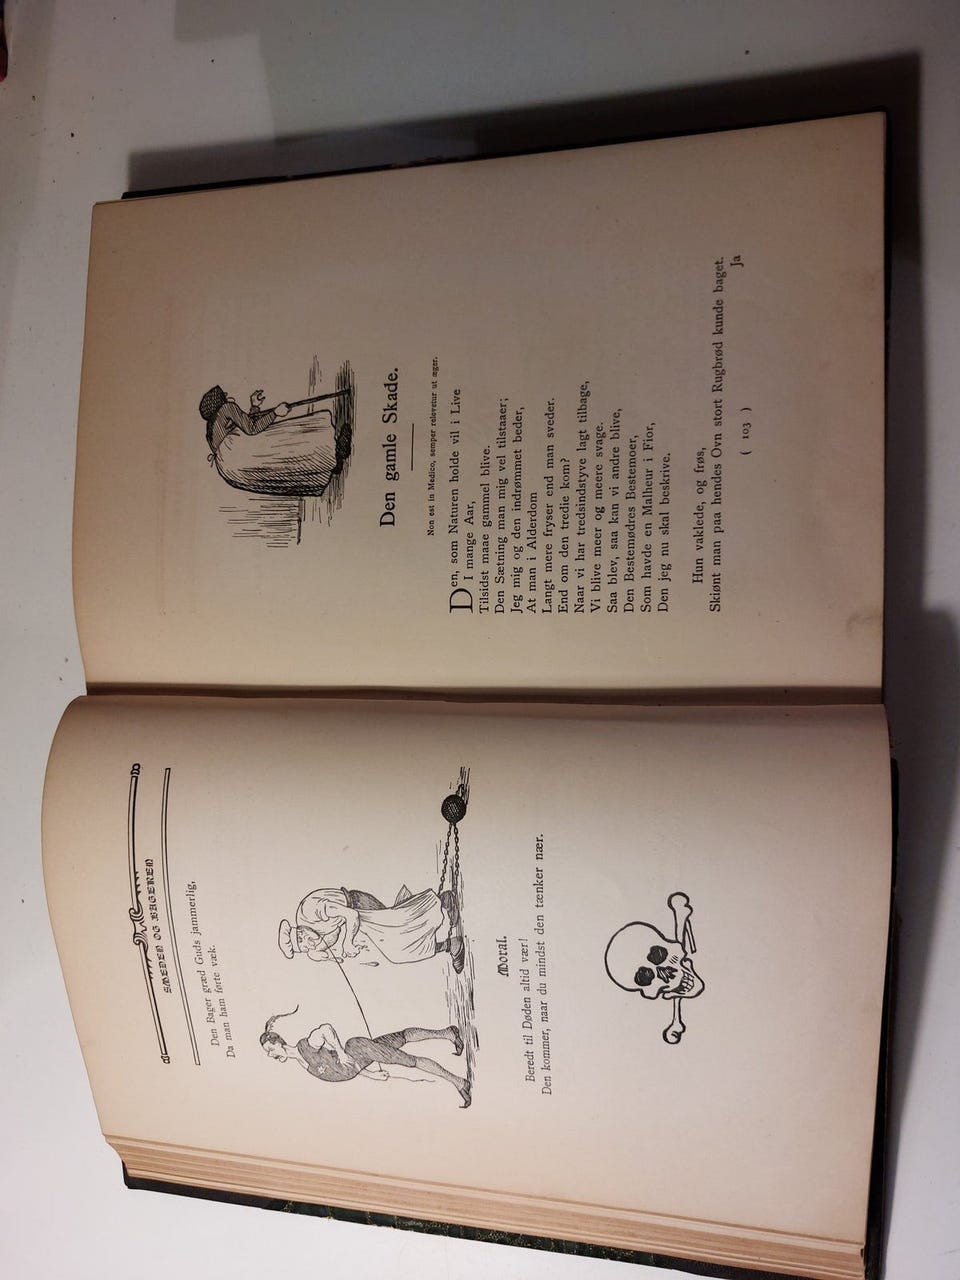 SMEDEN OG BAGEREN
Den Bager græd Guds jammerlig,
Da man ham førte væk.
Moral.
Beredt til Døden altid vær!
Den kommer, naar du mindst den tænker nær.
Den gamle Skade.
Non est in Medico, semper relevetur ut æger.
Den, som Naturen holde vil i Live
I mange Aar,
Tilsidst maae gammel blive.
Den Sætning man mig vel tilstaaer;
Jeg mig og den indrømmet beder,
At man i Alderdom
Langt mere fryser end man sveder.
End om den tredie kom?
Naar vi har tredsindstyve lagt tilbage,
Vi blive meer og meere svage.
Saa blev, saa kan vi andre blive,
Den Bestemødres Bestemoer,
Som havde en Malheur i Fior,
Den jeg nu skal beskrive.
Hun vaklede, og frøs,
Skiønt man paa hendes Ovn stort Rugbrød kunde baget.
Ja
( 103 )